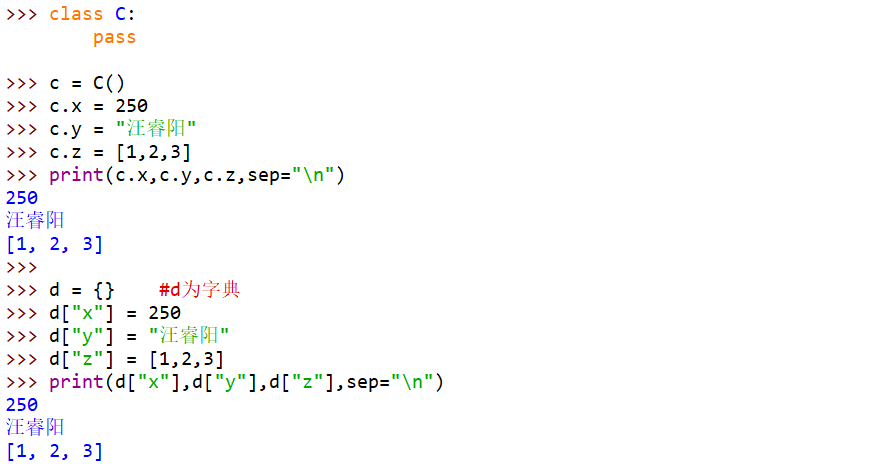 >>> class C:
        pass

>>> c = C()
>>> c.x = 250
>>> c.y = "汪睿阳"
>>> c.z = [1,2,3]
>>> print(c.x,c.y,c.z,sep="\n")
250
汪睿阳
[1, 2, 3]
>>>
>>> d = {}    #d为字典
>>> d["x"] = 250
>>> d["y"] = "汪睿阳"
>>> d["z"] = [1,2,3]
>>> print(d["x"],d["y"],d["z"],sep="\n")
250
汪睿阳
[1, 2, 3]